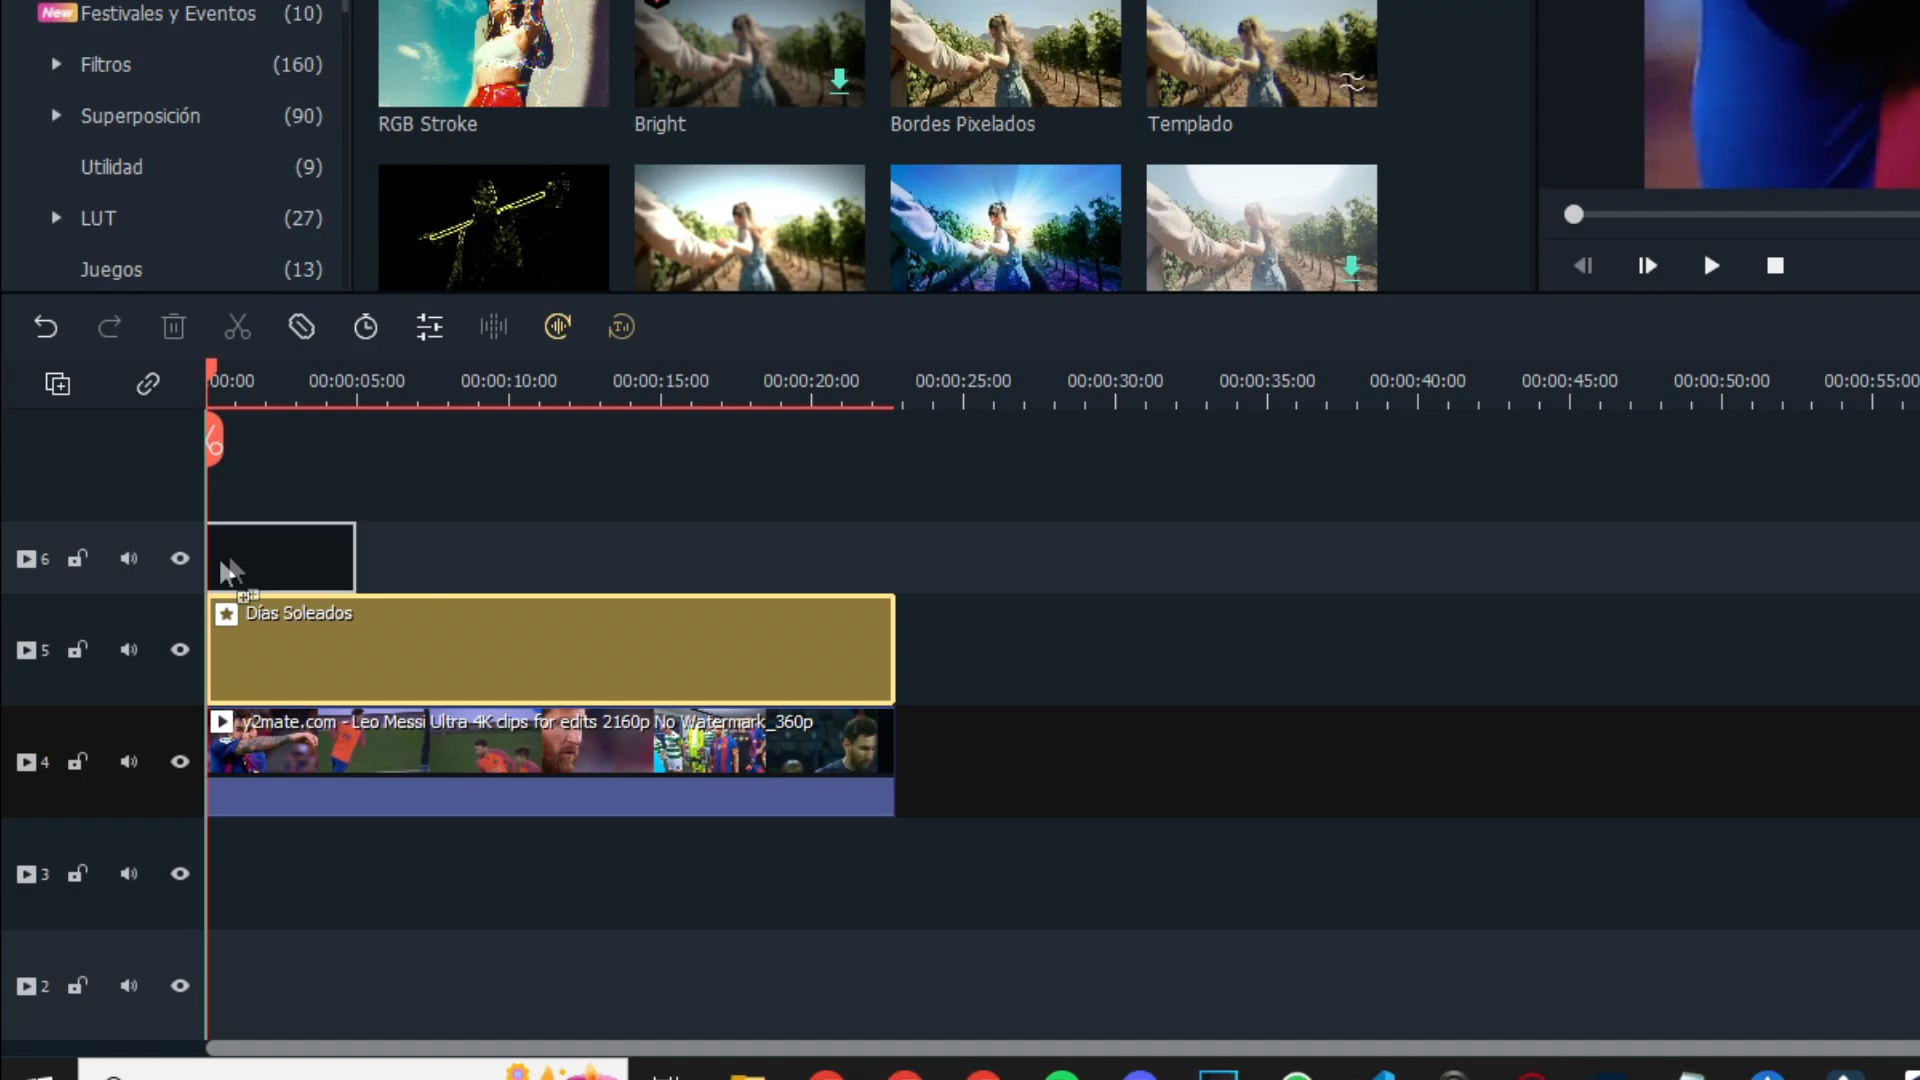 New Festivales y Eventos (10)
Filtros (160)
Superposición (90)
Utilidad (9)
LUT (27)
Juegos (13)
RGB Stroke
Bright
Bordes Pixelados
Templado
00:00 00:00:05:00 00:00:10:00 00:00:15:00 00:00:20:00 00:00:25:00 00:00:30:00 00:00:35:00 00:00:40:00 00:00:45:00 00:00:50:00 00:00:55:00
6
Días Soleados
5
y2mate.com - Leo Messi Ultra 4K clips for edits 2160p No Watermark_360p
4
3
2